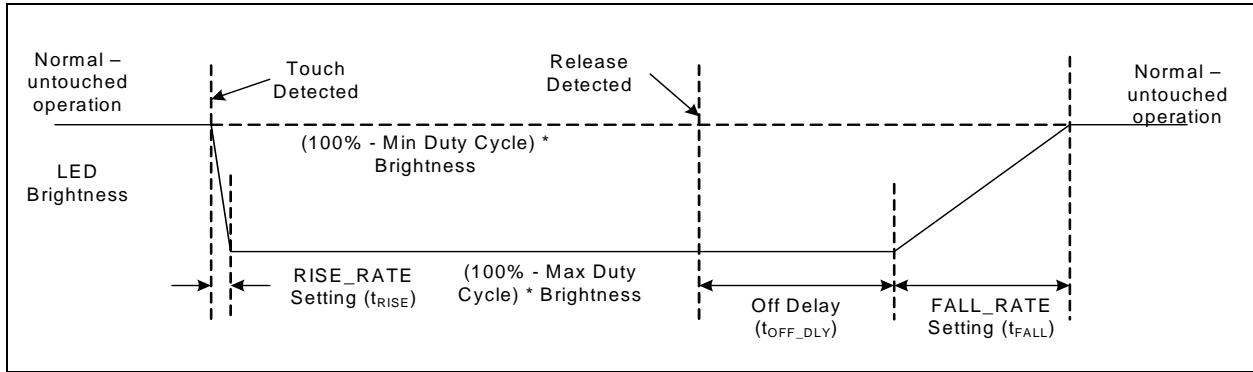 Normal –
untouched
operation
Touch
Detected
Release
Detected
Normal –
untouched
operation
(100% - Min Duty Cycle) *
Brightness
LED
Brightness
RISE_RATE
Setting (tRISE)
(100% - Max Duty
Cycle) * Brightness
Off Delay
(tOFF_DLY)
FALL_RATE
Setting (tFALL)